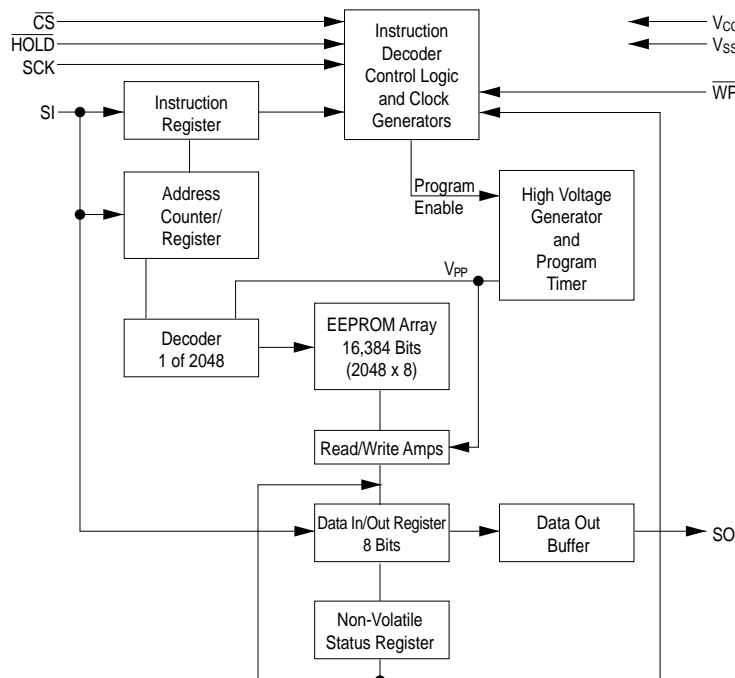 CS
HOLD
SCK
SI
Instruction
Decoder
Control Logic
and Clock
Generators
VCC
VSS
WP
Instruction
Register
Address
Counter/
Register
Program
Enable
High Voltage
Generator
and
Program
Timer
VPP
Decoder
1 of 2048
EEPROM Array
16,384 Bits
(2048 x 8)
Read/Write Amps
Data In/Out Register
8 Bits
Data Out
Buffer
SO
Non-Volatile
Status Register